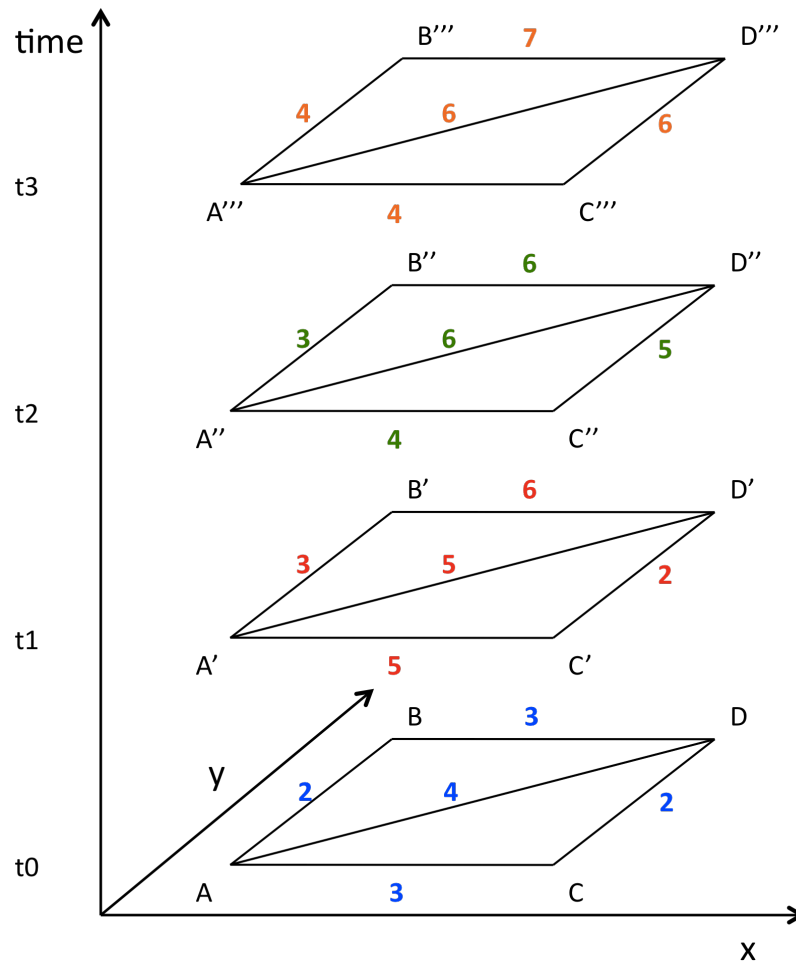 time
B’’’ 7 D’’’
4 6 6
t3
A’’’ 4 C’’’
B’’ 6 D’’
3 6 5
t2
A’’ 4 C’’
B’ 6 D’
3 5 2
t1
A’ 5 C’
B 3 D
y
2 4 2
t0
A 3 C
x